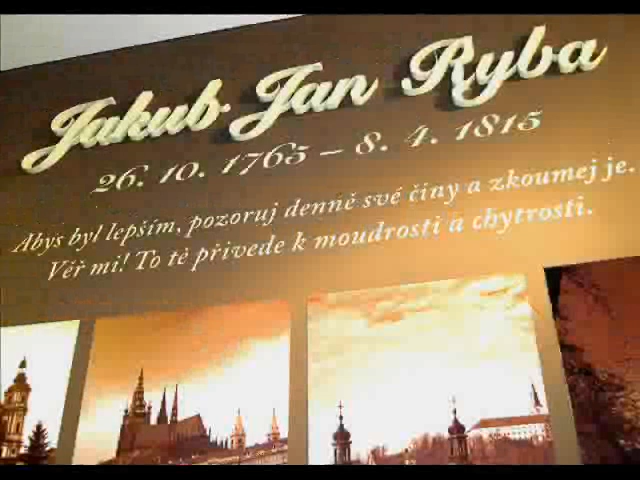 Jakub Jan Ryba
26. 10. 1765 – 8. 4. 1815
Abys byl lepším, pozoruj denně své činy a zkoumej je.
Věř mi! To tě přivede k moudrosti a chytrosti.